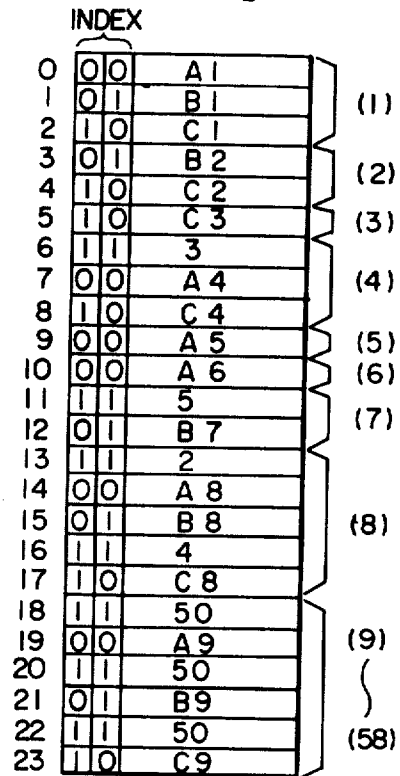 INDEX
0 0 0 A1
1 0 1 B1 (1)
2 1 0 C1
3 0 1 B2 (2)
4 1 0 C2
5 1 0 C3 (3)
6 1 1 3
7 0 0 A4 (4)
8 1 0 C4
9 0 0 A5 (5)
10 0 0 A6 (6)
11 1 1 5 (7)
12 0 1 B7
13 1 1 2
14 0 0 A8
15 0 1 B8 (8)
16 1 1 4
17 1 0 C8
18 1 1 50
19 0 0 A9 (9)
20 1 1 50
21 0 1 B9
22 1 1 50 (58)
23 1 0 C9